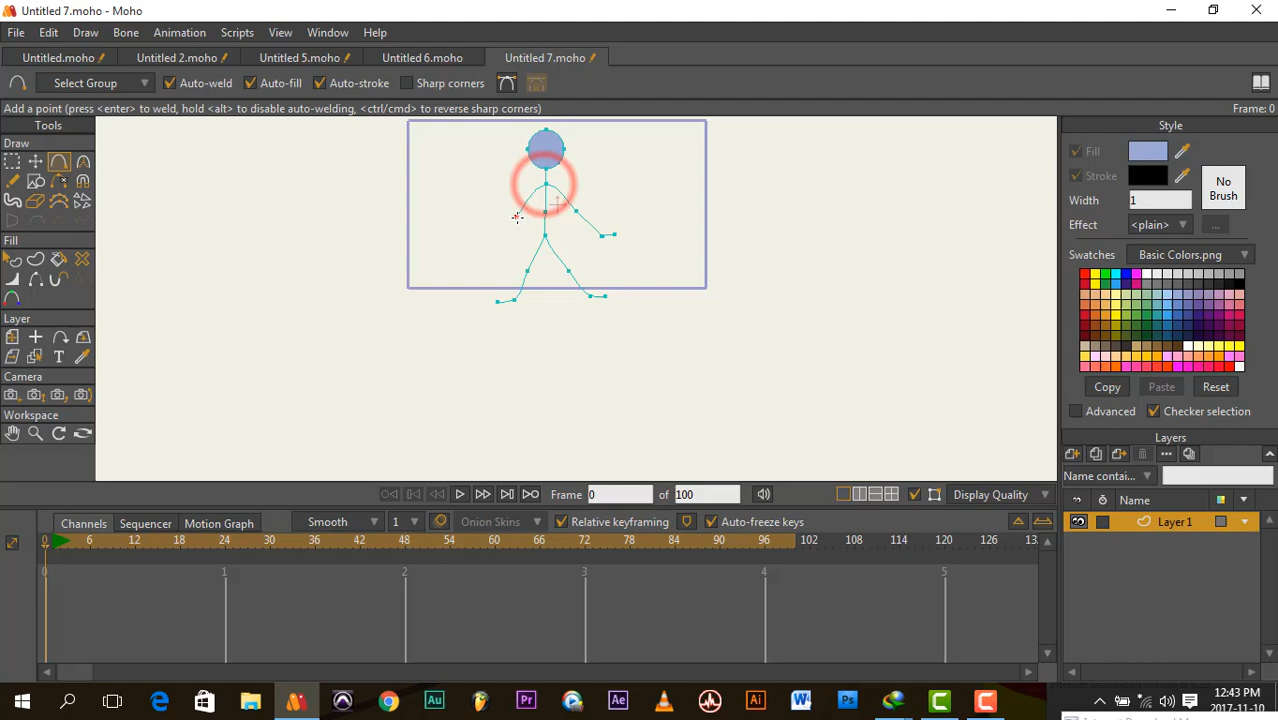 Untitled 7.moho - Moho
File Edit Draw Bone Animation Scripts View Window Help
Untitled.moho Untitled 2.moho Untitled 5.moho Untitled 6.moho Untitled 7.moho
Select Group Auto-weld Auto-fill Auto-stroke Sharp corners
Add a point (press <enter> to weld, hold <alt> to disable auto-welding, <ctrl/cmd> to reverse sharp corners) Frame: 0
Tools Style
Draw
Fill
Stroke
No
Brush
Width 1
Effect <plain> ...
Fill
Swatches Basic Colors.png
Layer
T
Camera
Copy Paste Reset
Workspace
Advanced Checker selection
Layers
Name contai...
Frame 0 of 100 Display Quality
Name
Channels Sequencer Motion Graph Smooth 1 Onion Skins Relative keyframing Auto-freeze keys
Layer 1
0 6 12 18 24 30 36 42 48 54 60 66 72 78 84 90 96 102 108 114 120 126 132
0 1 2 3 4 5
Au Pr Ae Ai W Ps
12:43 PM
2017-11-10